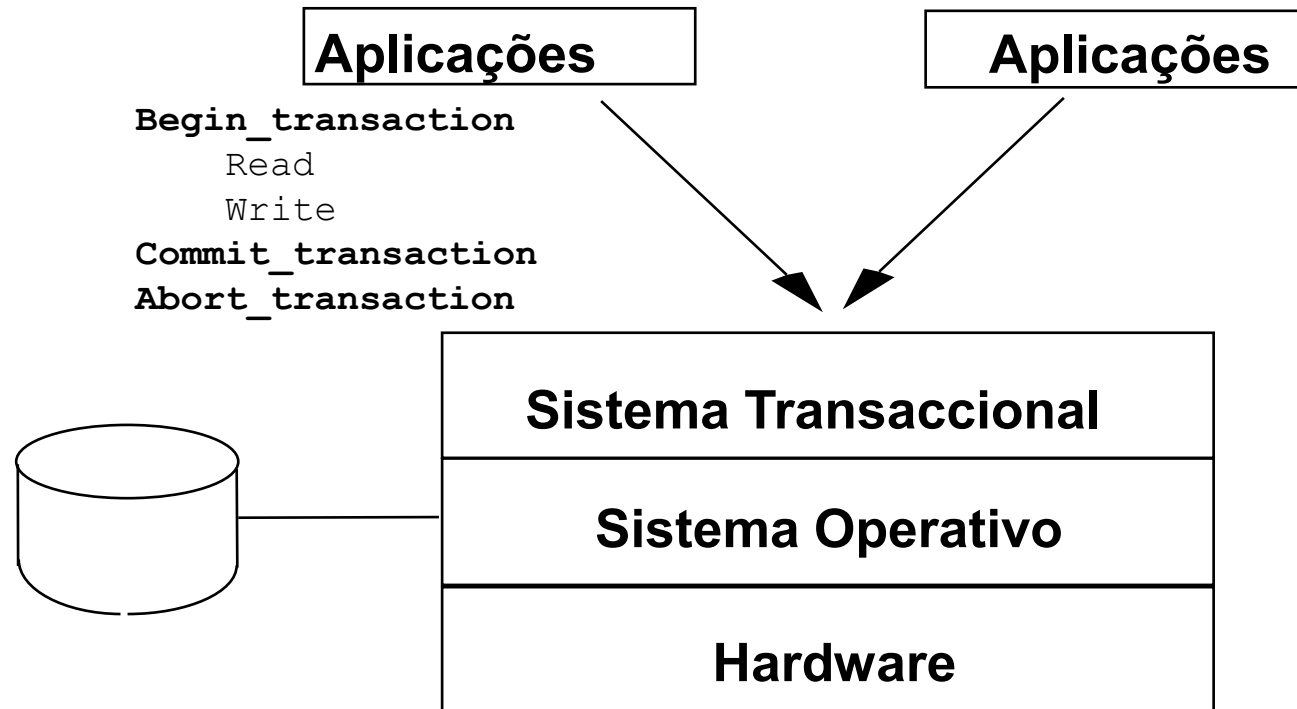 Aplicações
Aplicações
Begin_transaction
Read
Write
Commit_transaction
Abort_transaction
Sistema Transaccional
Sistema Operativo
Hardware